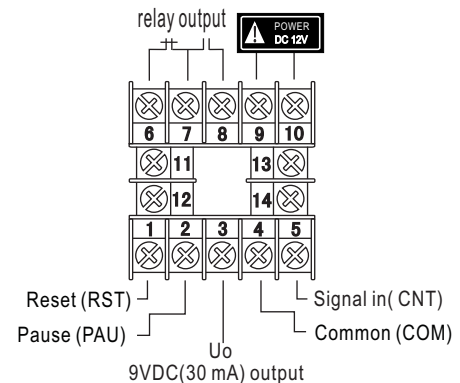 relay output
POWER
DC 12V
6 7 8 9 10
11 13
12 14
1 2 3 4 5
Reset (RST) Signal in( CNT)
Pause (PAU) Common (COM)
Uo
9VDC(30 mA) output